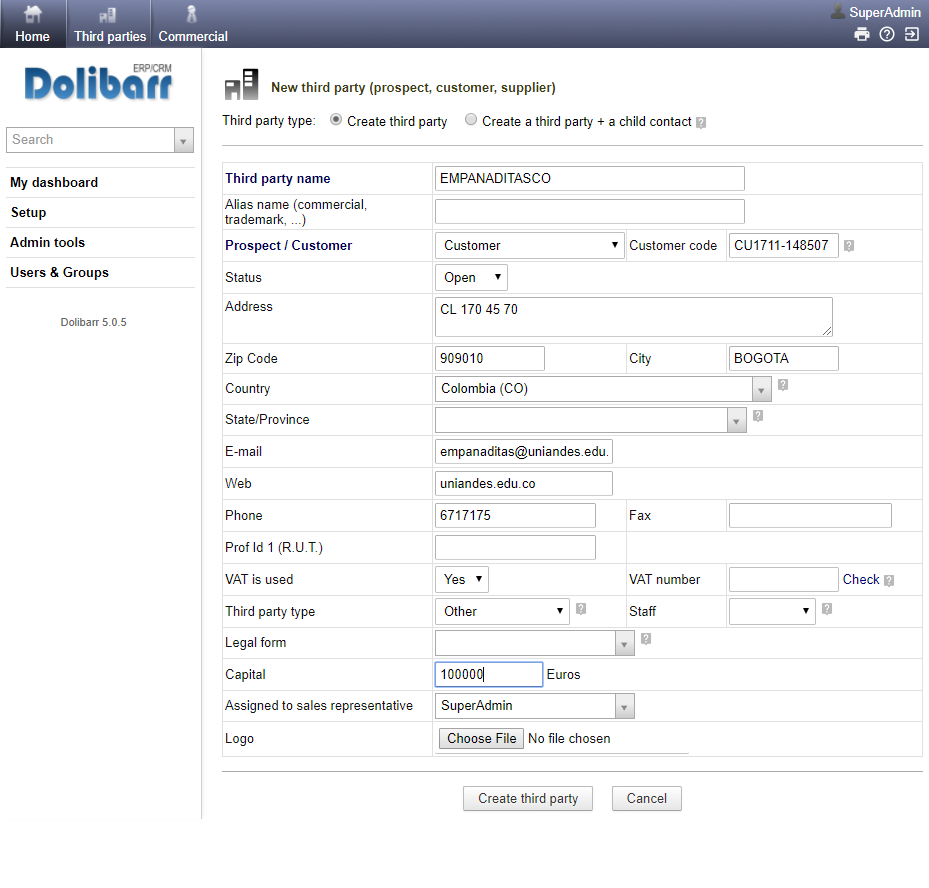 Home Third parties Commercial SuperAdmin
ERP/CRM
Dolibarr
Search
My dashboard
Setup
Admin tools
Users & Groups
Dolibarr 5.0.5
New third party (prospect, customer, supplier)
Third party type: Create third party Create a third party + a child contact ?
Third party name EMPANADITASCO
Alias name (commercial,
trademark, ...)
Prospect / Customer Customer Customer code CU1711-148507 ?
Status Open
Address CL 170 45 70
Zip Code 909010 City BOGOTA
Country Colombia (CO) ?
State/Province ?
E-mail empanaditas@uniandes.edu.
Web uniandes.edu.co
Phone 6717175 Fax
Prof Id 1 (R.U.T.)
VAT is used Yes VAT number Check ?
Third party type Other ? Staff ?
Legal form ?
Capital 100000 Euros
Assigned to sales representative SuperAdmin
Logo Choose File No file chosen
Create third party Cancel